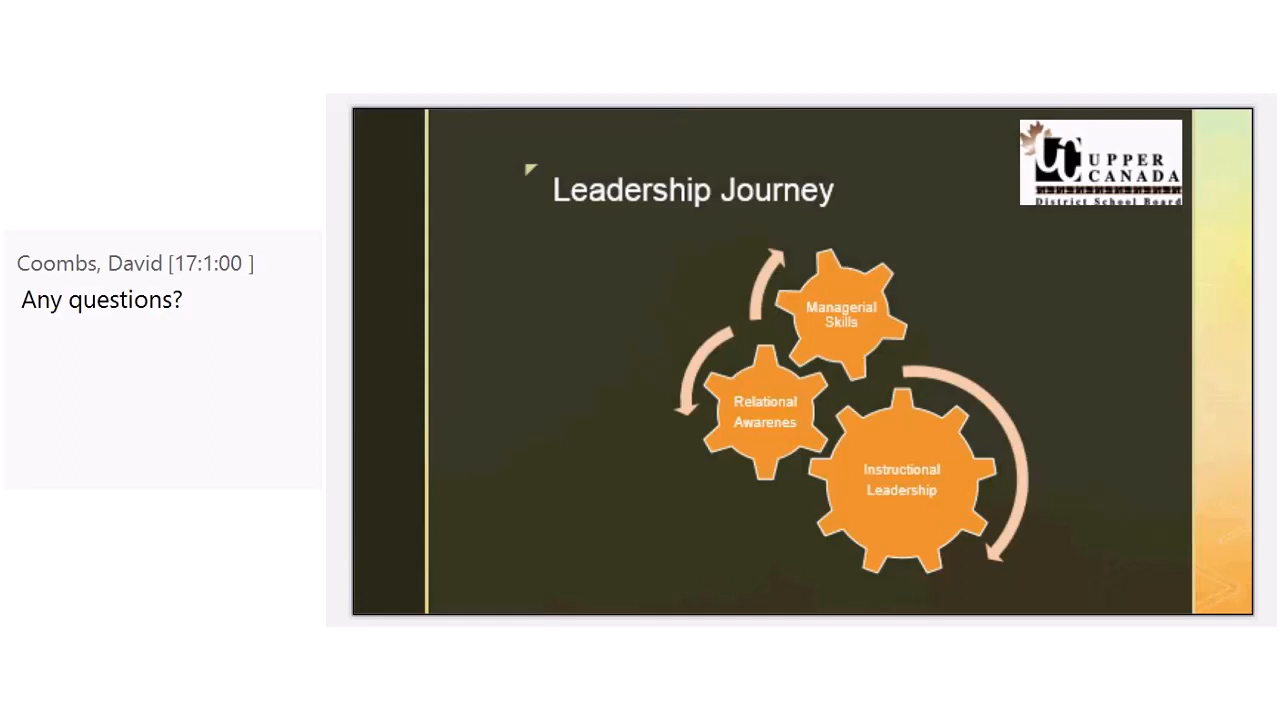 Coombs, David [17:1:00 ]
Any questions?
Leadership Journey
UC UPPER
CANADA
District School Board
Managerial
Skills
Relational
Awarenes
Instructional
Leadership